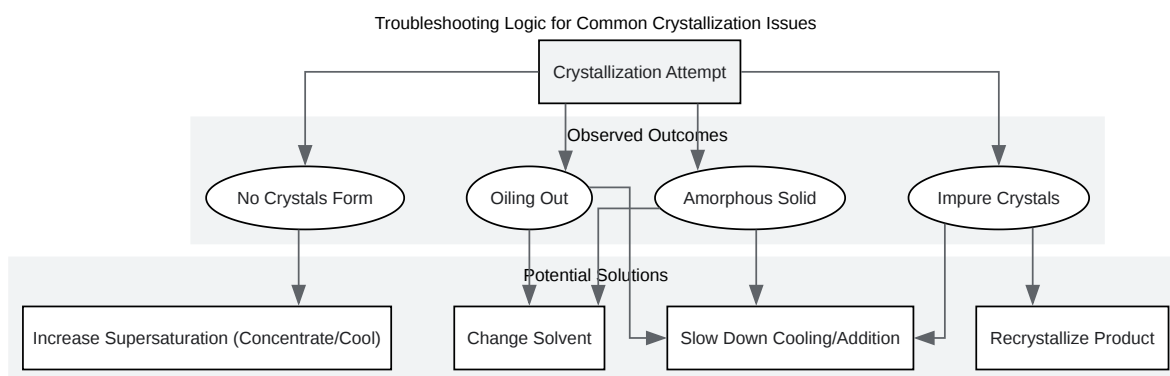 Troubleshooting Logic for Common Crystallization Issues
Crystallization Attempt
Observed Outcomes
No Crystals Form
Oiling Out
Amorphous Solid
Impure Crystals
Potential Solutions
Increase Supersaturation (Concentrate/Cool)
Change Solvent
Slow Down Cooling/Addition
Recrystallize Product